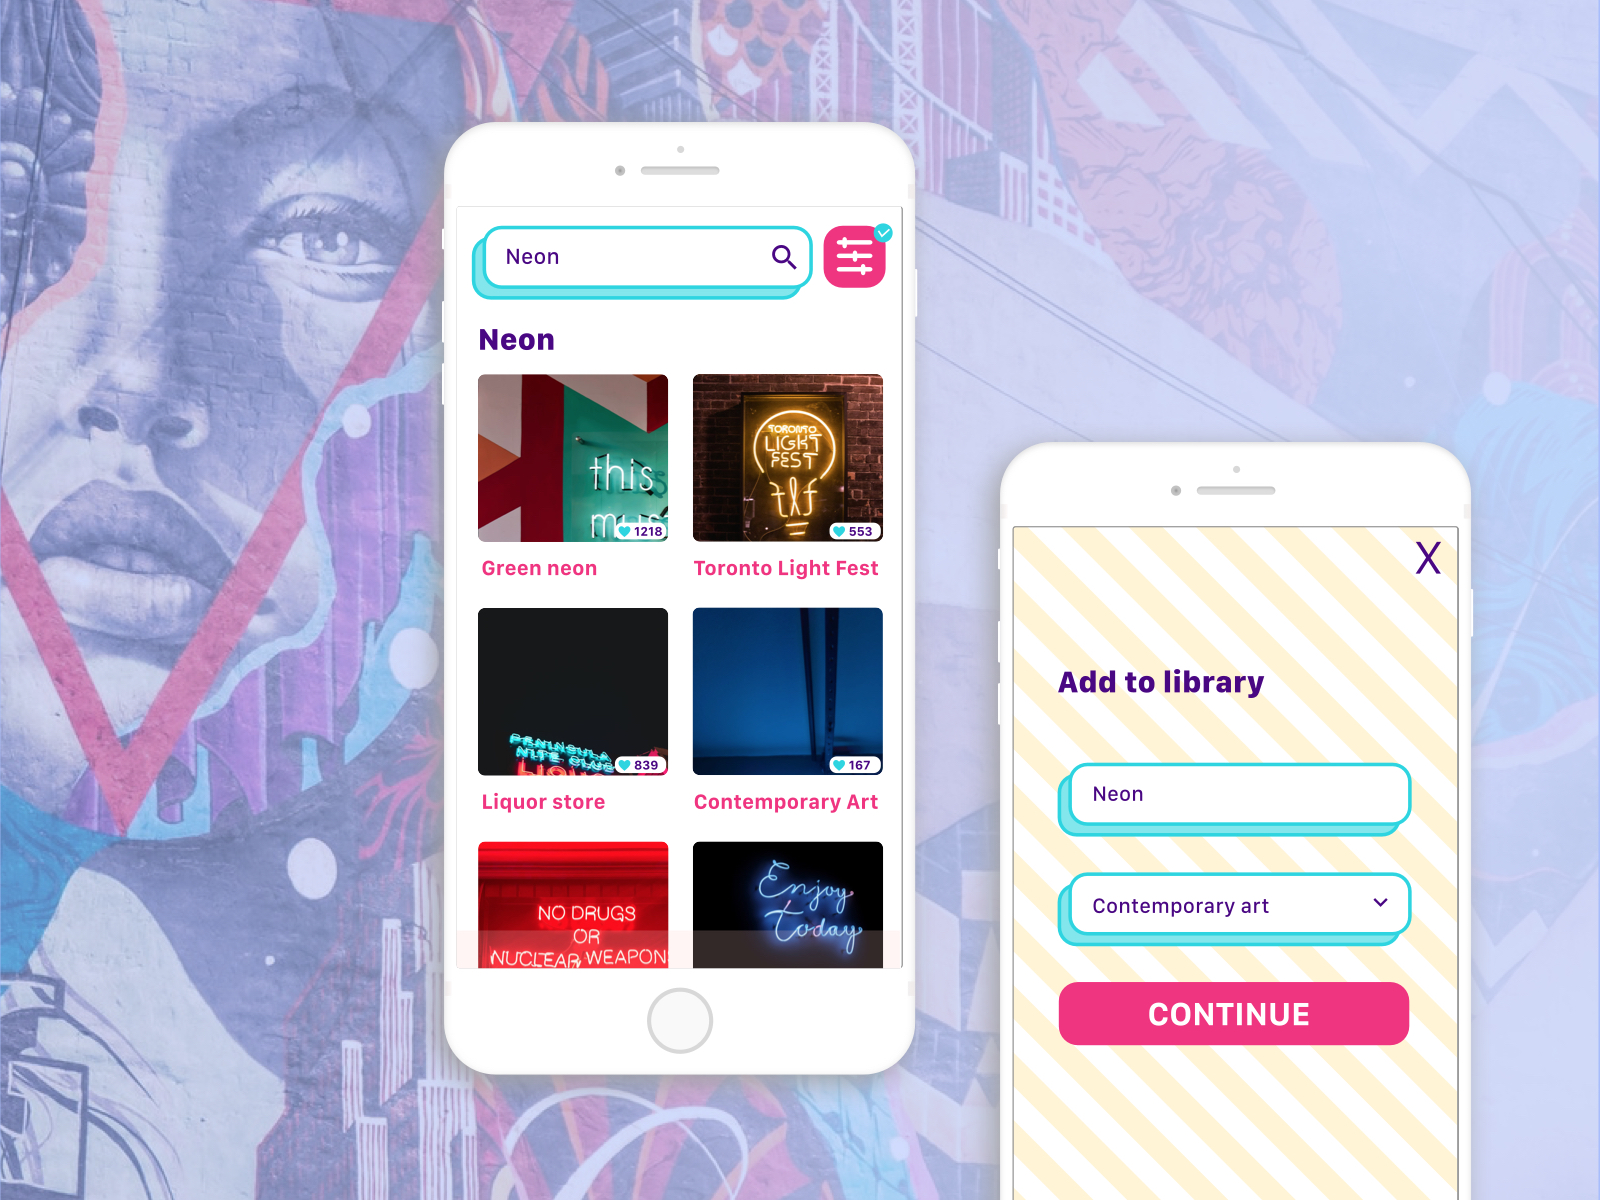 Neon
Neon
this
mus
1218
TORONTO
LIGHT
FEST
tlf
553
Green neon
Toronto Light Fest
PENINSULA
NITE CLUB
839
167
Liquor store
Contemporary Art
NO DRUGS
OR
NUCLEAR WEAPON
Enjoy
Today
X
Add to library
Neon
Contemporary art
CONTINUE